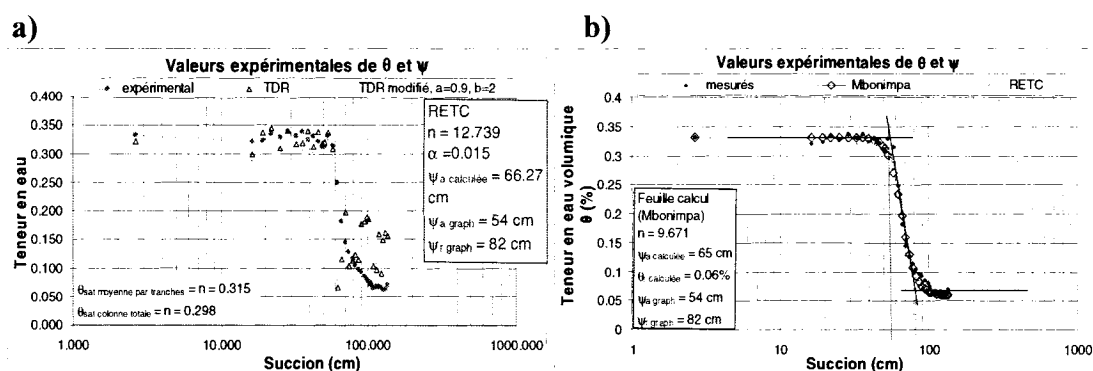 a)
Valeurs expérimentales de θ et ψ
expérimental TDR TDR modifié, a=0.9, b=2
Teneur en eau
0.400
0.350
0.300
0.250
0.200
0.150
0.100
0.050
0.000
RETC
n = 12.739
α =0.015
ψa calculée = 66.27
cm
ψa graph = 54 cm
ψr graph = 82 cm
θsat moyenne par tranches = n = 0.315
θsat colonne totale = n = 0.298
1.000 10.000 100.000 1000.000
Succion (cm)
b)
Valeurs expérimentales de θ et ψ
mesurés Mbonimpa RETC
Teneur en eau volumique
θ (%)
0.4
0.35
0.3
0.25
0.2
0.15
0.1
0.05
0
Feuille calcul
(Mbonimpa)
n = 9.671
calculée = 65 cm
θ calculée = 0.06%
ψa graph = 54 cm
ψr graph = 82 cm
1 10 100 1000
Succion (cm)